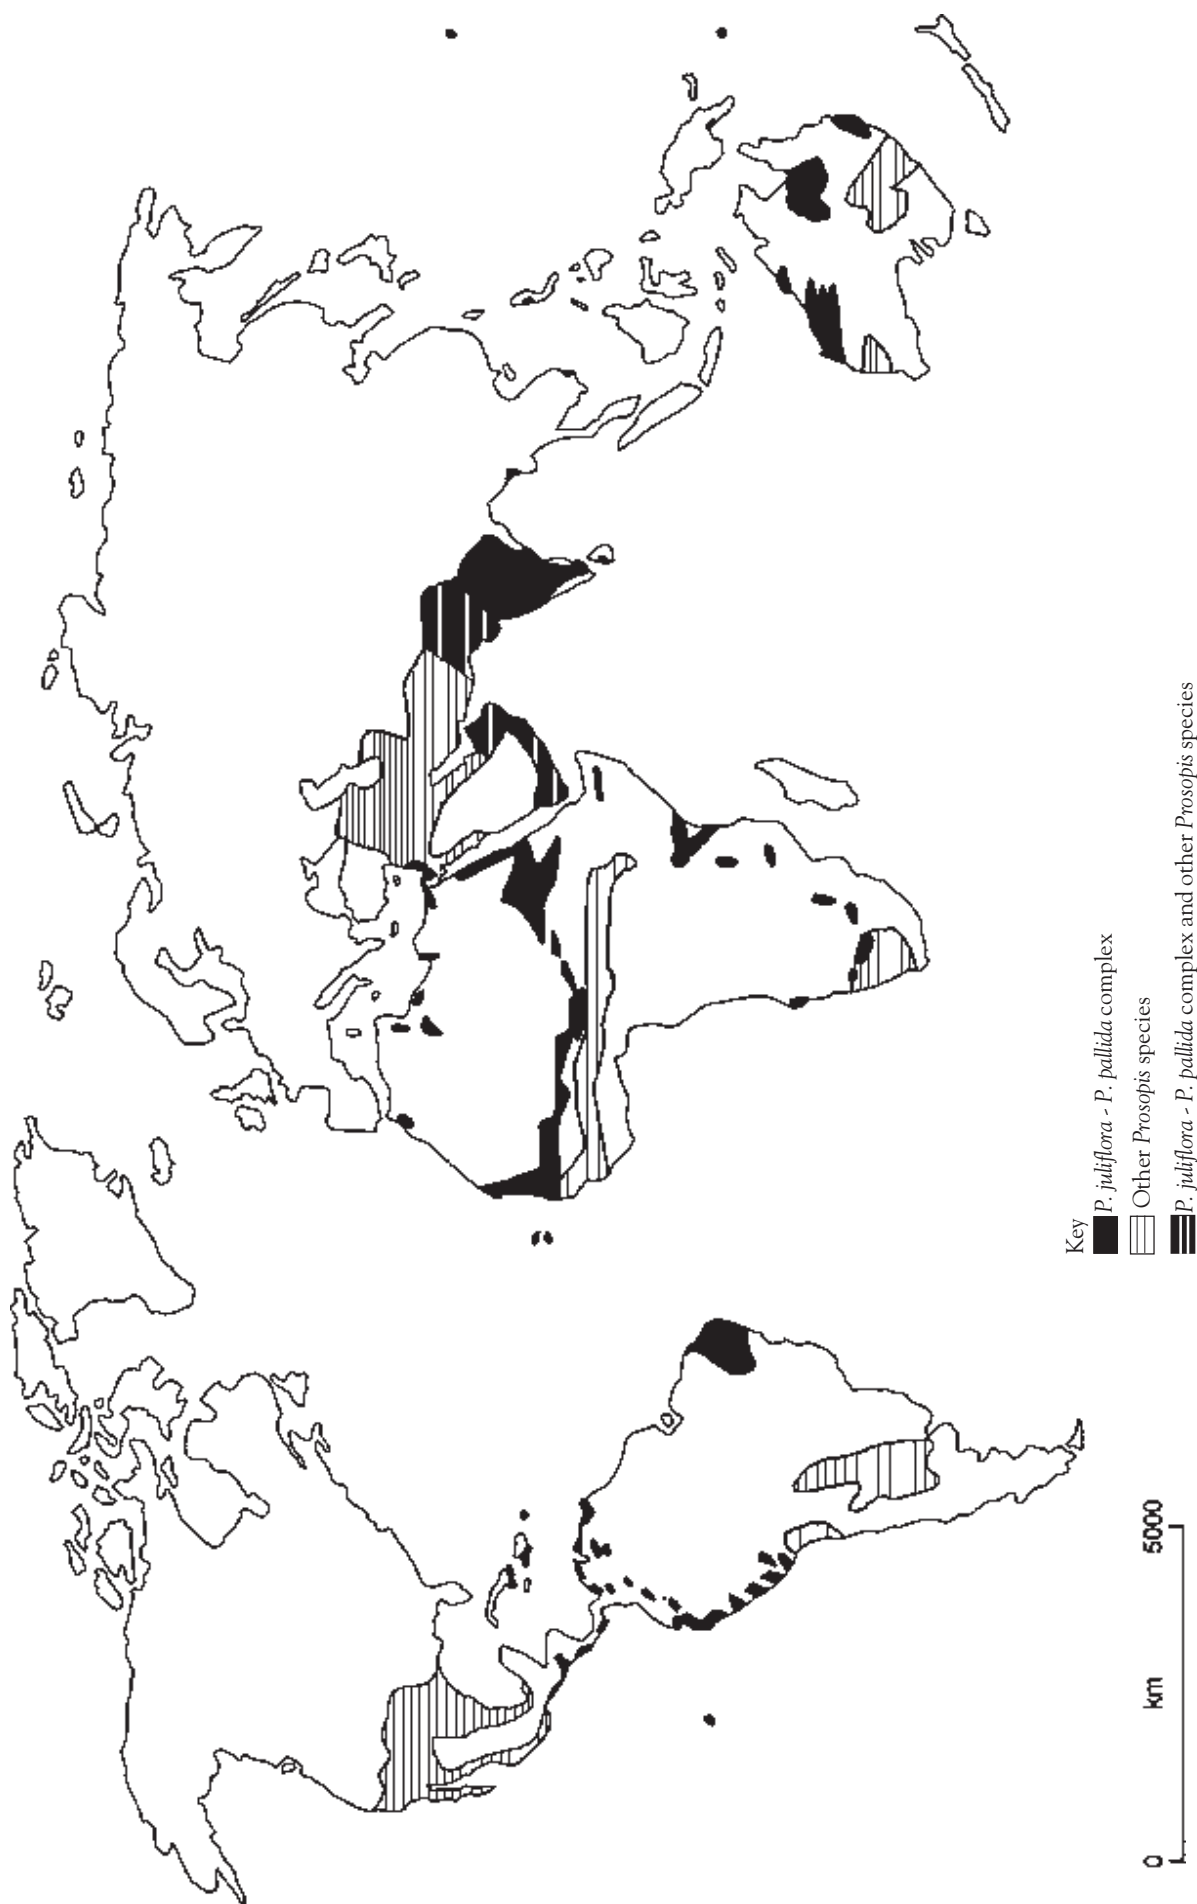 Key
P. juliflora - P. pallida complex
Other Prosopis species
P. juliflora - P. pallida complex and other Prosopis species
0 km 5000